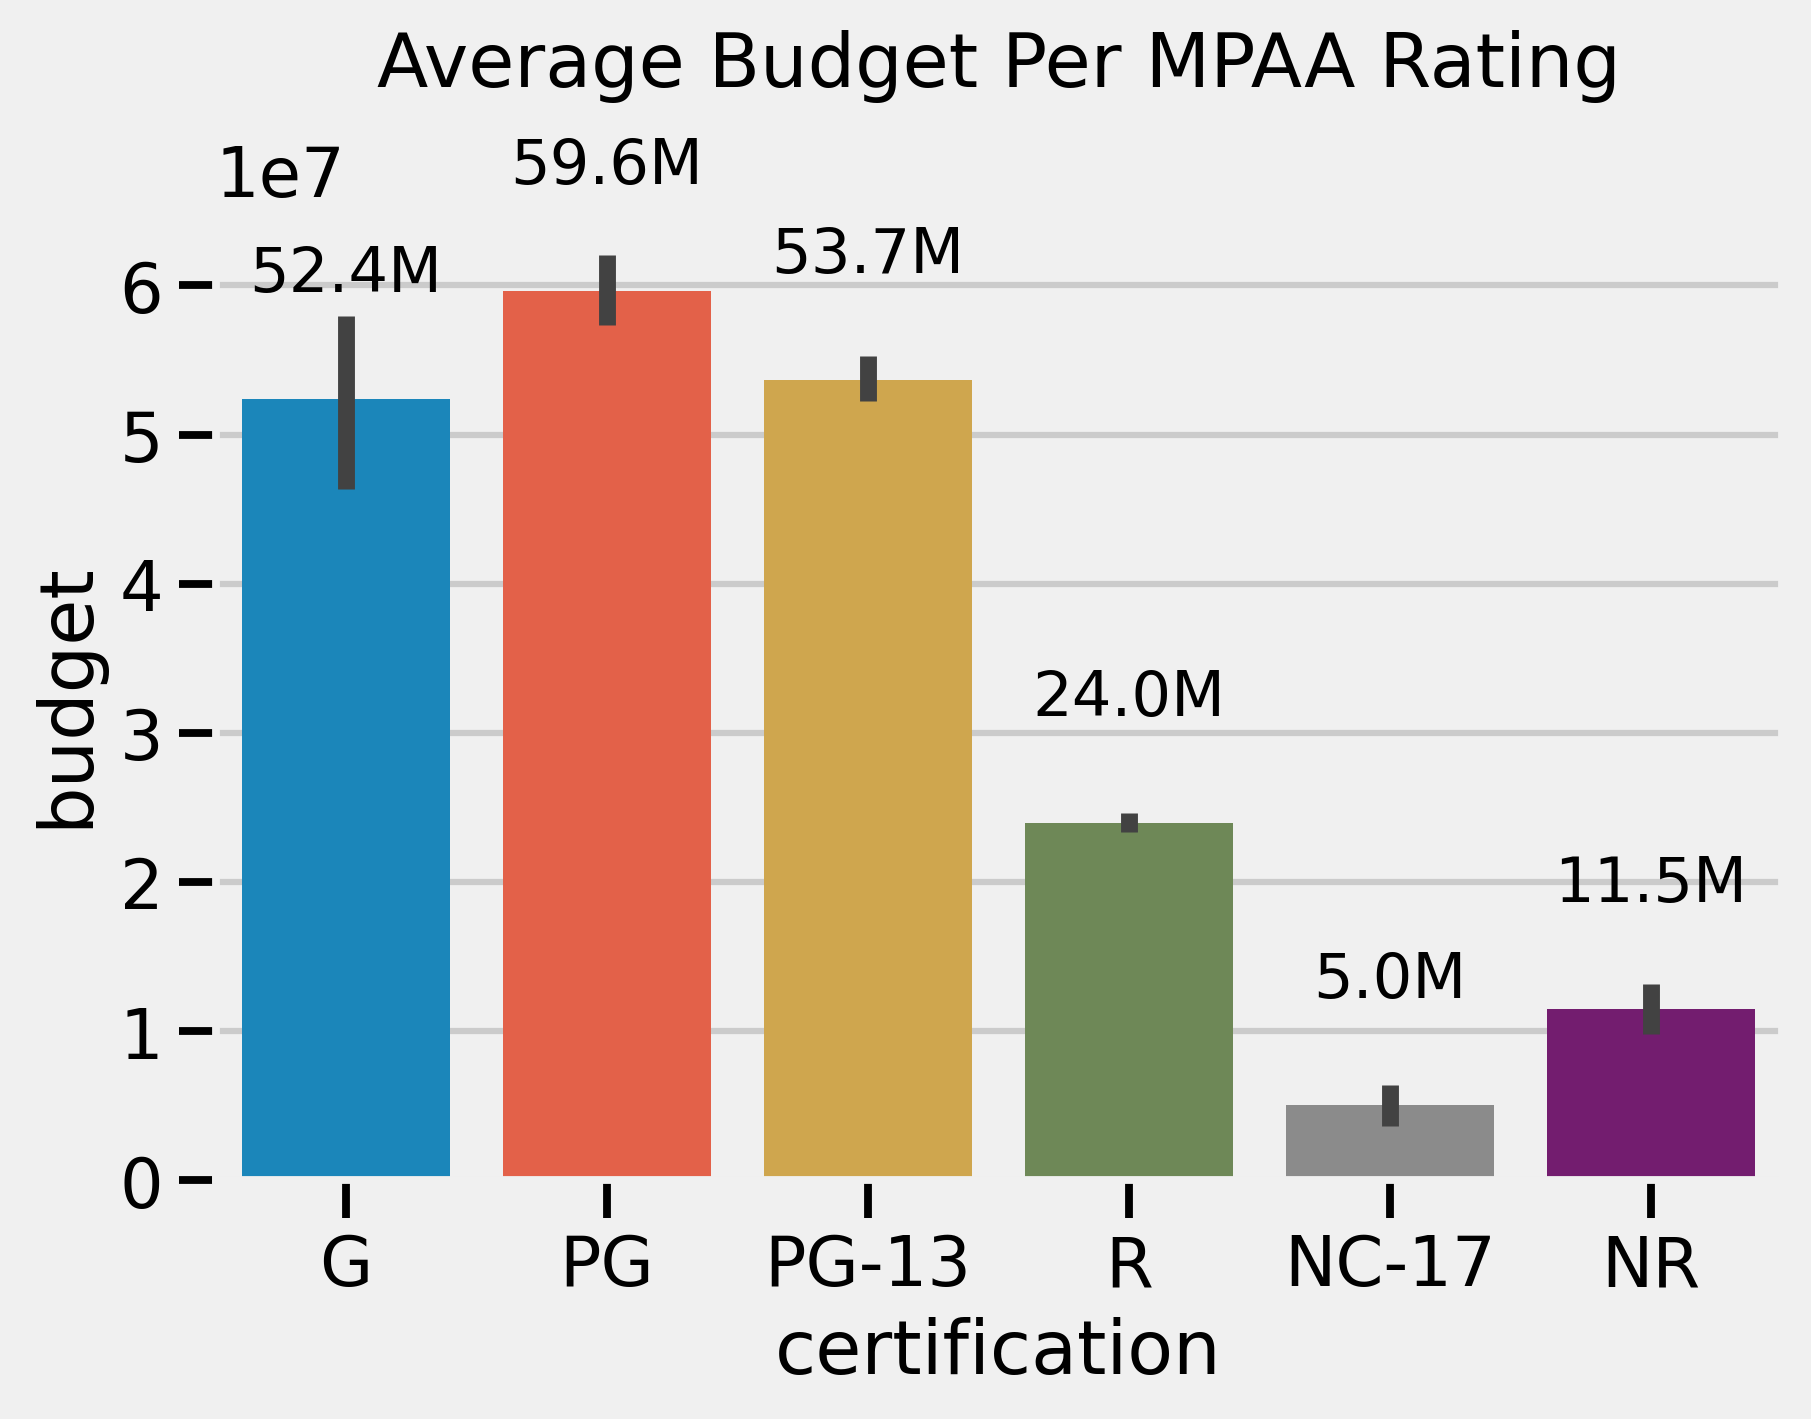 Average Budget Per MPAA Rating
1e7
59.6M
52.4M
53.7M
24.0M
5.0M
11.5M
6
5
4
3
2
1
0
budget
G
PG
PG-13
R
NC-17
NR
certification